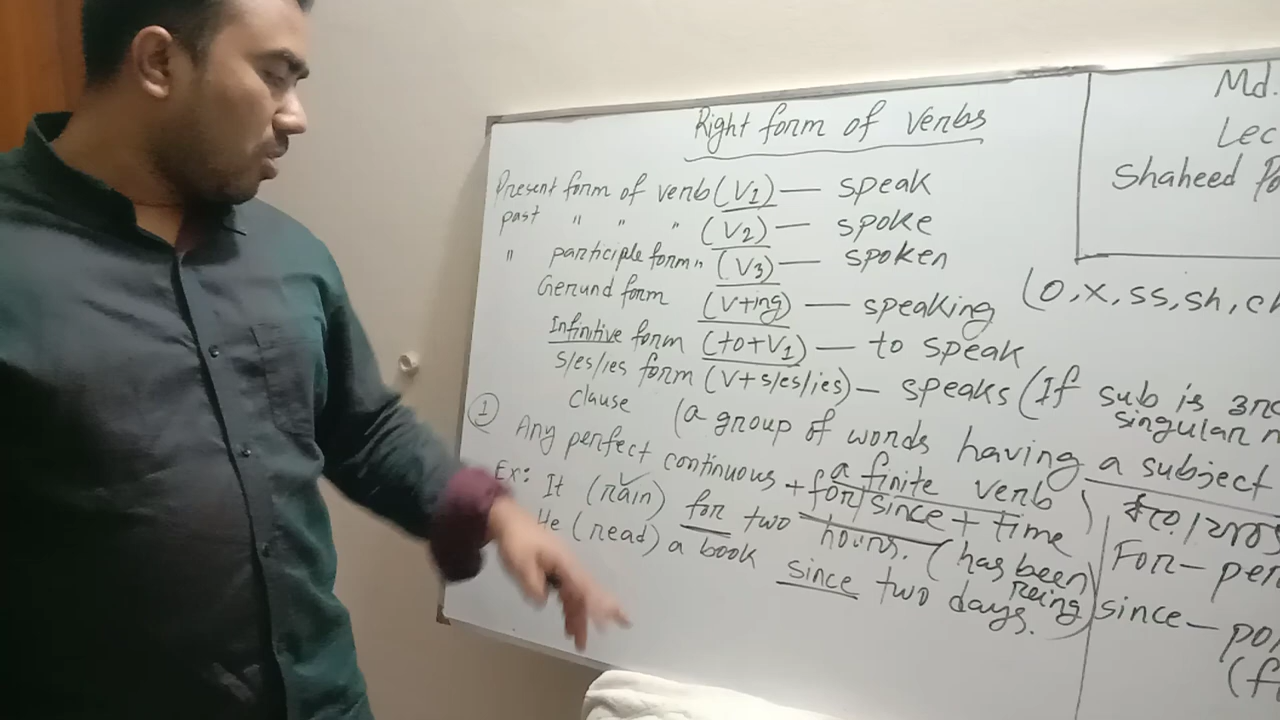 Right form of verbs
Md.
Lec
Shaheed
Present form of verb (V1) — speak
past " " " (V2) — spoke
" participle form " (V3) — spoken
Gerund form (V+ing) — speaking (o, x, ss, sh, ch
Infinitive form (to+V1) — to speak
s/es/ies form (V+s/es/ies) — speaks (If sub is 3rd
singular n
clause (a group of words having a subject
a finite verb)
① Any perfect continuous + for/since + time
Ex: It (rain) for two hours. (has been
He (read) a book since two days.
For — per
since — poi